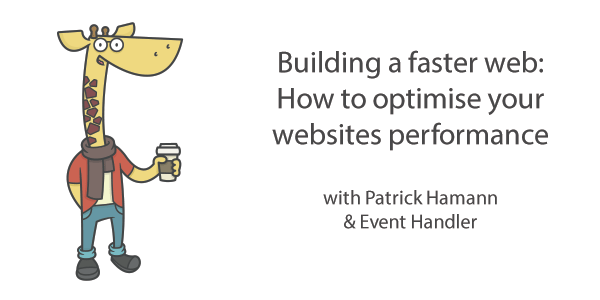 Building a faster web:
How to optimise your
websites performance
with Patrick Hamann
& Event Handler